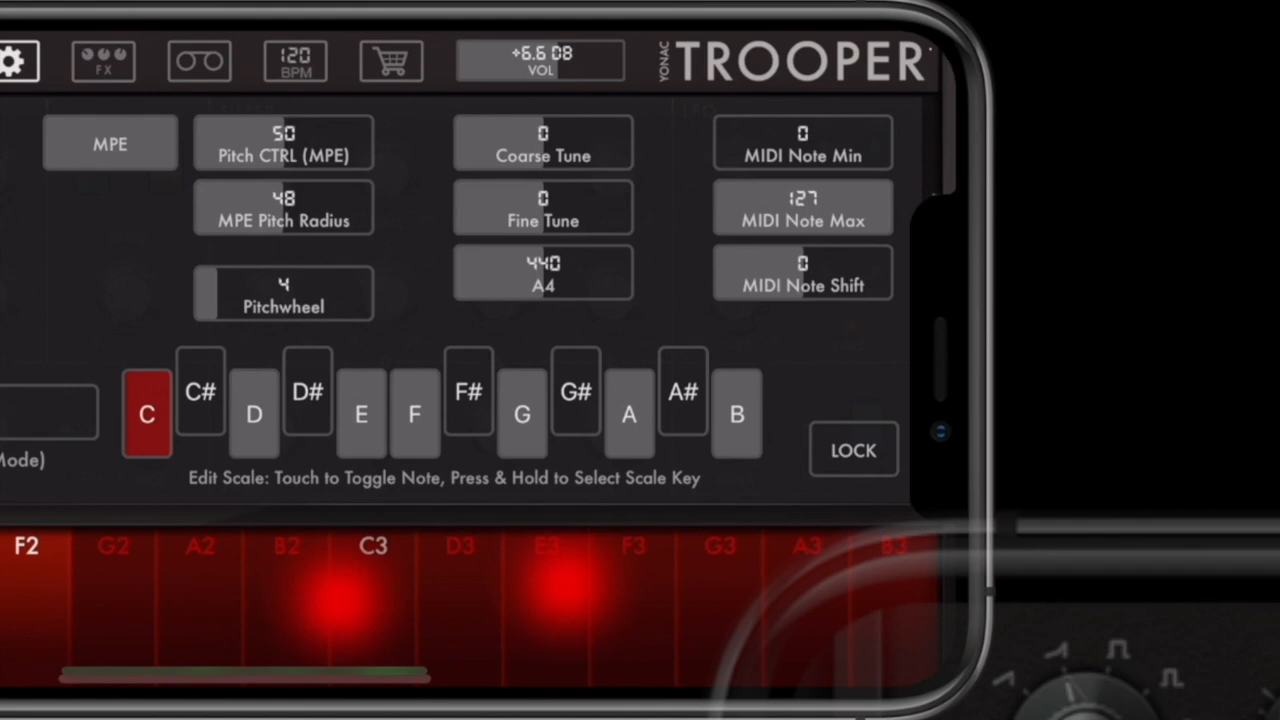 FX
120
BPM
+6.6 08
VOL
YONAC
TROOPER
MPE
50
Pitch CTRL (MPE)
0
Coarse Tune
0
MIDI Note Min
48
MPE Pitch Radius
0
Fine Tune
127
MIDI Note Max
440
A4
0
MIDI Note Shift
4
Pitchwheel
C C# D D# E F F# G G# A A# B
LOCK
Mode)
Edit Scale: Touch to Toggle Note, Press & Hold to Select Scale Key
F2 G2 A2 B2 C3 D3 E3 F3 G3 A3 B3